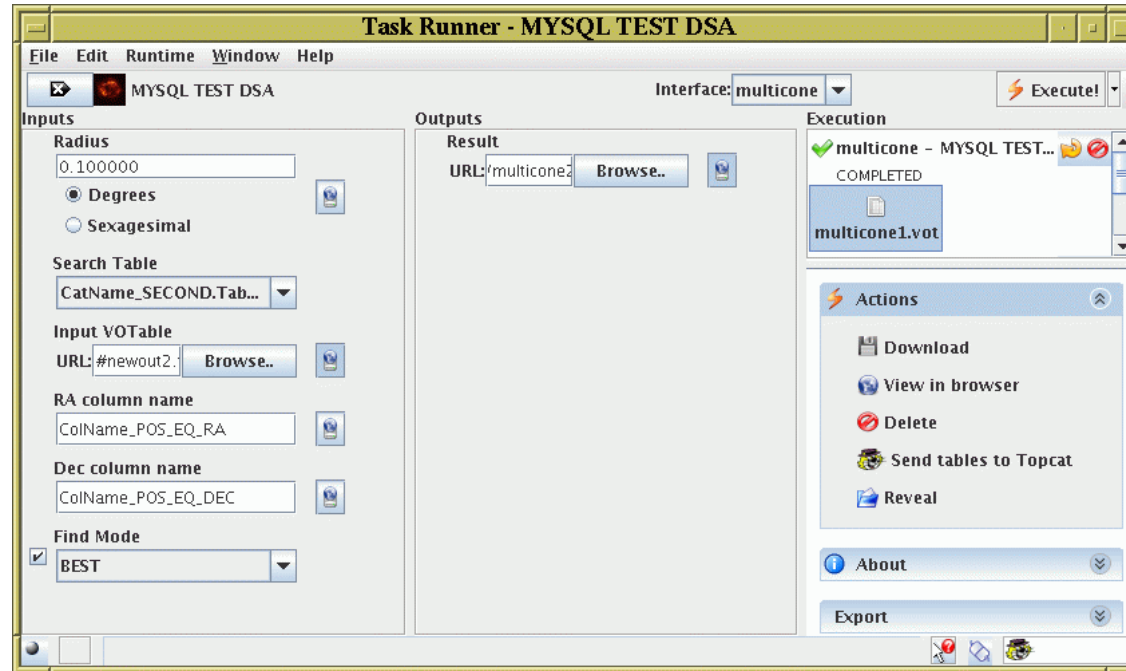 Task Runner - MYSQL TEST DSA
File Edit Runtime Window Help
MYSQL TEST DSA
Interface: multicone
Execute!
Inputs
Radius
0.100000
Degrees
Sexagesimal
Search Table
CatName_SECOND.Tab...
Input VOTable
URL: #newout2. Browse..
RA column name
ColName_POS_EQ_RA
Dec column name
ColName_POS_EQ_DEC
Find Mode
BEST
Outputs
Result
URL: /multicone2 Browse..
Execution
multicone - MYSQL TEST...
COMPLETED
multicone1.vot
Actions
Download
View in browser
Delete
Send tables to Topcat
Reveal
About
Export